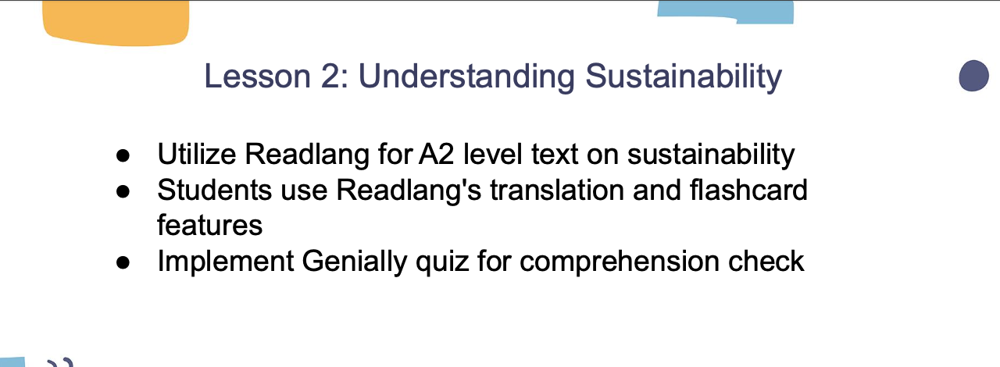 Lesson 2: Understanding Sustainability
● Utilize Readlang for A2 level text on sustainability
● Students use Readlang's translation and flashcard
features
● Implement Genially quiz for comprehension check